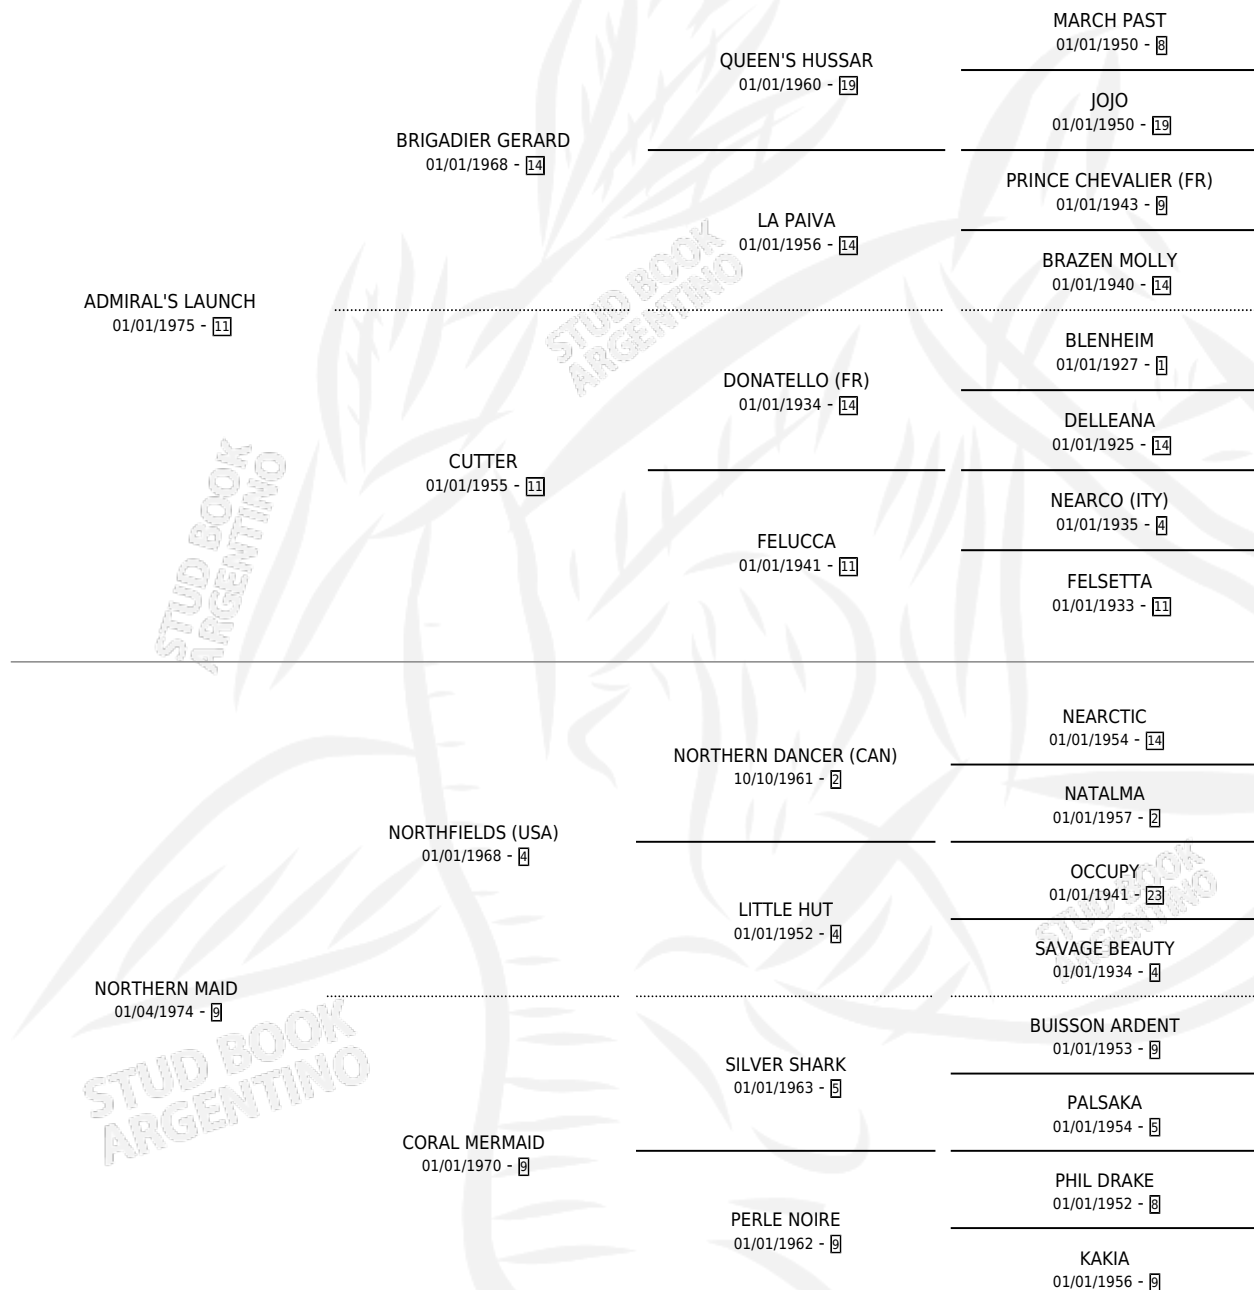 MARCH PAST
01/01/1950 - 8
QUEEN'S HUSSAR
01/01/1960 - 19
JOJO
01/01/1950 - 19
BRIGADIER GERARD
01/01/1968 - 14
PRINCE CHEVALIER (FR)
01/01/1943 - 9
LA PAIVA
01/01/1956 - 14
BRAZEN MOLLY
01/01/1940 - 14
ADMIRAL'S LAUNCH
01/01/1975 - 11
BLENHEIM
01/01/1927 - 1
DONATELLO (FR)
01/01/1934 - 14
DELLEANA
01/01/1925 - 14
CUTTER
01/01/1955 - 11
NEARCO (ITY)
01/01/1935 - 4
FELUCCA
01/01/1941 - 11
FELSETTA
01/01/1933 - 11
NEARCTIC
01/01/1954 - 14
NORTHERN DANCER (CAN)
10/10/1961 - 2
NATALMA
01/01/1957 - 2
NORTHFIELDS (USA)
01/01/1968 - 4
OCCUPY
01/01/1941 - 23
LITTLE HUT
01/01/1952 - 4
SAVAGE BEAUTY
01/01/1934 - 4
NORTHERN MAID
01/04/1974 - 9
BUISSON ARDENT
01/01/1953 - 9
SILVER SHARK
01/01/1963 - 5
PALSAKA
01/01/1954 - 5
CORAL MERMAID
01/01/1970 - 9
PHIL DRAKE
01/01/1952 - 8
PERLE NOIRE
01/01/1962 - 9
KAKIA
01/01/1956 - 9
STUD BOOK
ARGENTINO
STUD BOOK
ARGENTINO
STUD BOOK
ARGENTINO
STUD BOOK
ARGENTINO